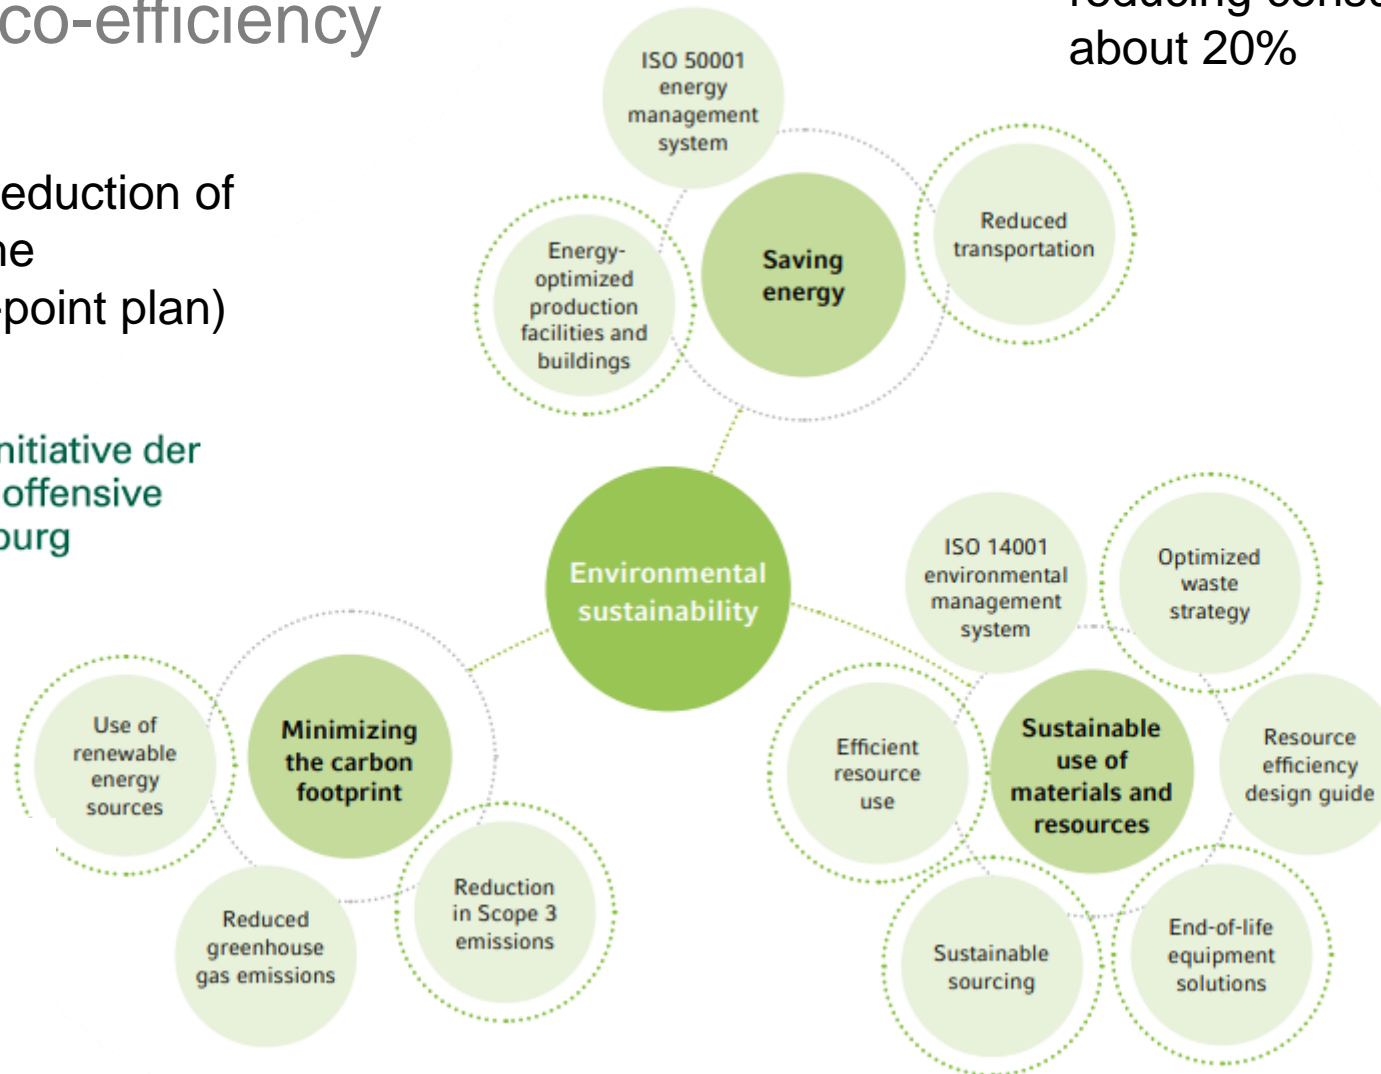 co-efficiency
about 20%
eduction of
-point plan)
nitiative der
offensive
burg
ISO 50001
energy
management
system
Reduced
transportation
Energy-
optimized
production
facilities and
buildings
Saving
energy
Environmental
sustainability
ISO 14001
environmental
management
system
Optimized
waste
strategy
Use of
renewable
energy
sources
Minimizing
the carbon
footprint
Efficient
resource
use
Sustainable
use of
materials and
resources
Resource
efficiency
design guide
Reduced
greenhouse
gas emissions
Reduction
in Scope 3
emissions
Sustainable
sourcing
End-of-life
equipment
solutions